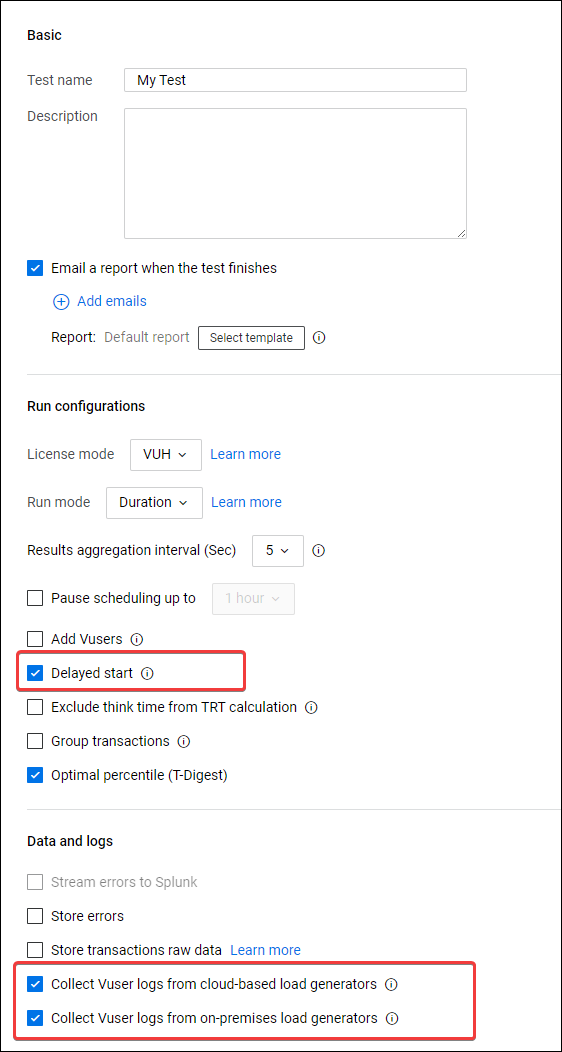 Basic
Test name My Test
Description
Email a report when the test finishes
Add emails
Report: Default report Select template
Run configurations
License mode VUH Learn more
Run mode Duration Learn more
Results aggregation interval (Sec) 5
Pause scheduling up to 1 hour
Add Vusers
Delayed start
Exclude think time from TRT calculation
Group transactions
Optimal percentile (T-Digest)
Data and logs
Stream errors to Splunk
Store errors
Store transactions raw data Learn more
Collect Vuser logs from cloud-based load generators
Collect Vuser logs from on-premises load generators